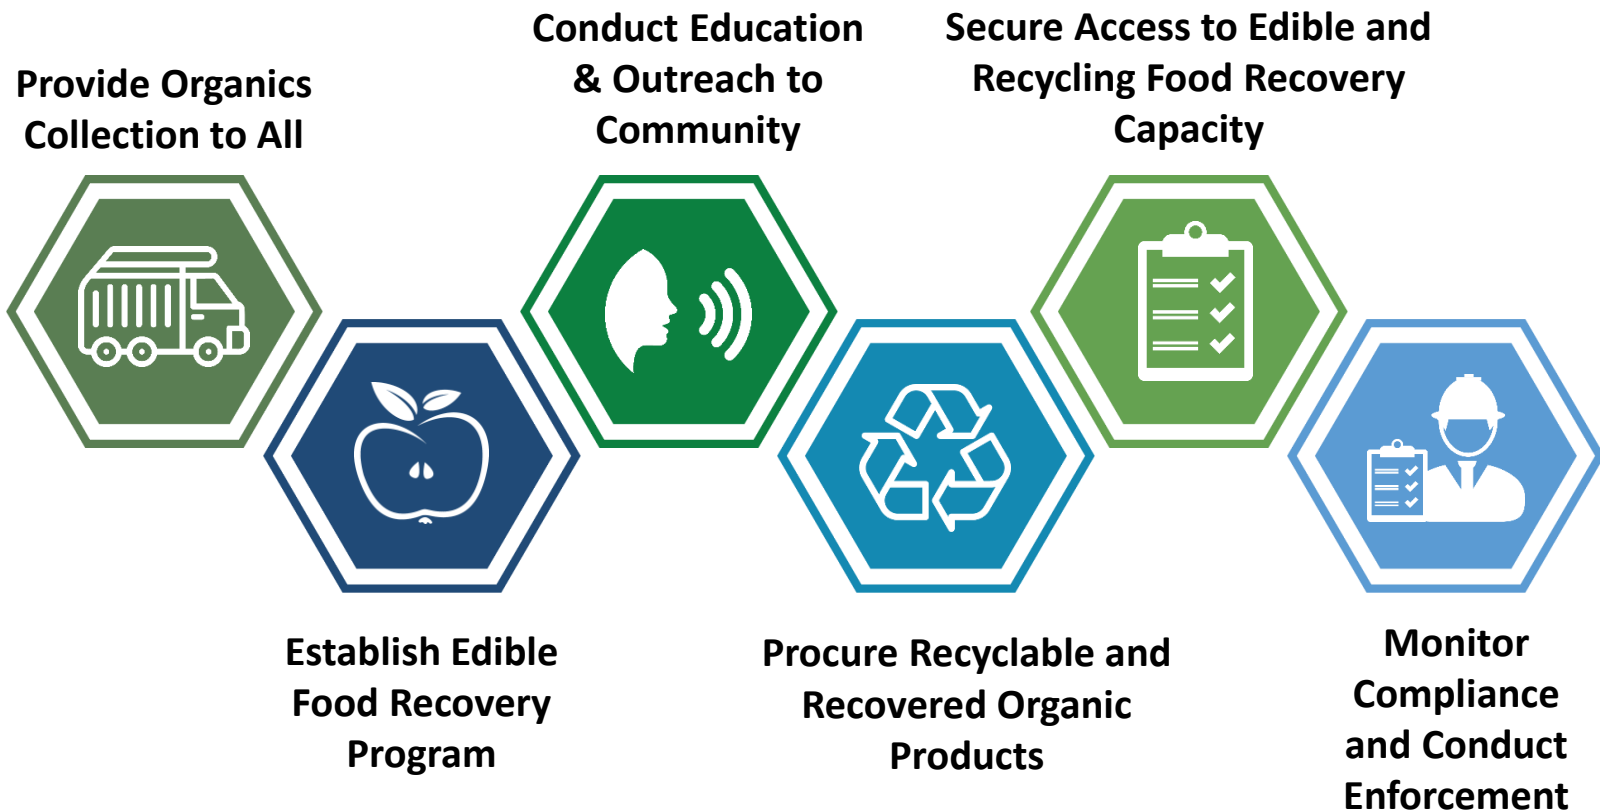 Provide Organics
Collection to All
Establish Edible
Food Recovery
Program
Conduct Education
& Outreach to
Community
Procure Recyclable and
Recovered Organic
Products
Secure Access to Edible and
Recycling Food Recovery
Capacity
Monitor
Compliance
and Conduct
Enforcement